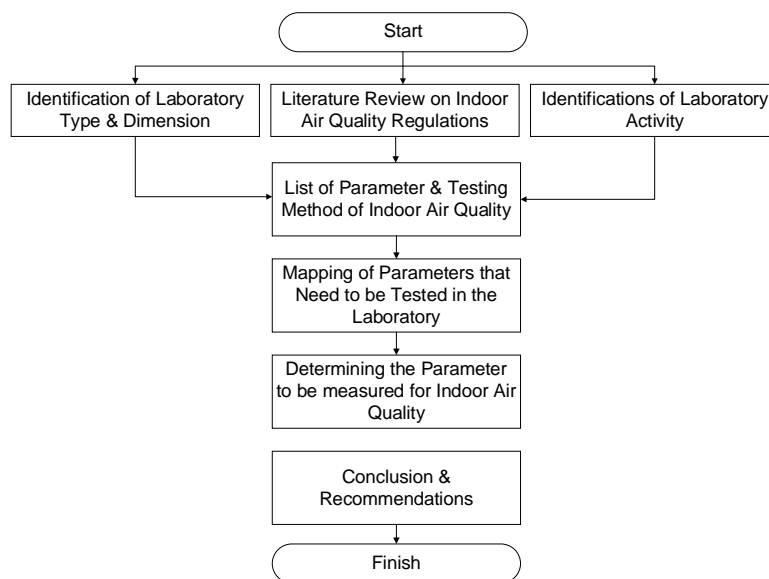 Start
Identification of Laboratory
Type & Dimension
Literature Review on Indoor
Air Quality Regulations
Identifications of Laboratory
Activity
List of Parameter & Testing
Method of Indoor Air Quality
Mapping of Parameters that
Need to be Tested in the
Laboratory
Determining the Parameter
to be measured for Indoor Air
Quality
Conclusion &
Recommendations
Finish